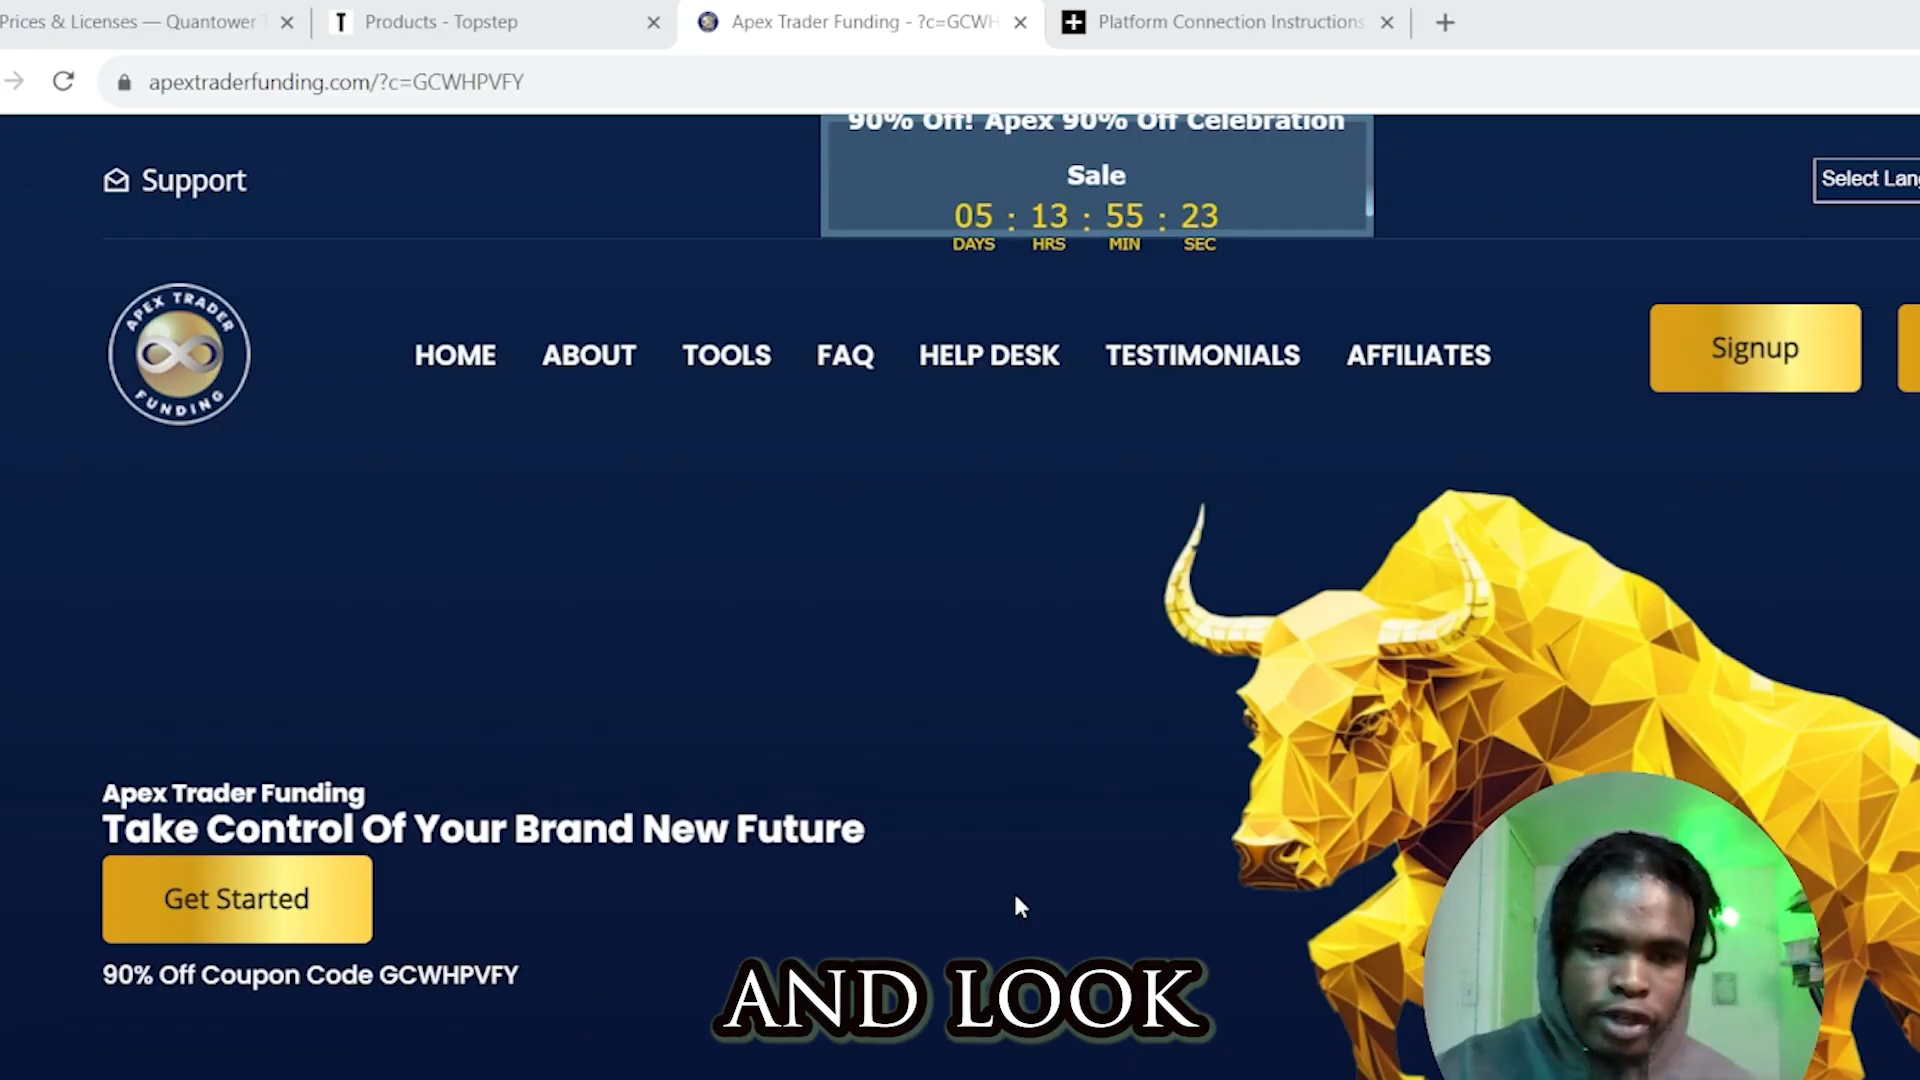 Prices & Licenses — Quantower
Products - Topstep
Apex Trader Funding - ?c=GCWH
Platform Connection Instructions
apextraderfunding.com/?c=GCWHPVFY
90% Off! Apex 90% Off Celebration
Sale
05 : 13 : 55 : 23
DAYS HRS MIN SEC
Support
Select Lan
APEX TRADER
FUNDING
HOME ABOUT TOOLS FAQ HELP DESK TESTIMONIALS AFFILIATES
Signup
Apex Trader Funding
Take Control Of Your Brand New Future
Get Started
90% Off Coupon Code GCWHPVFY
AND LOOK